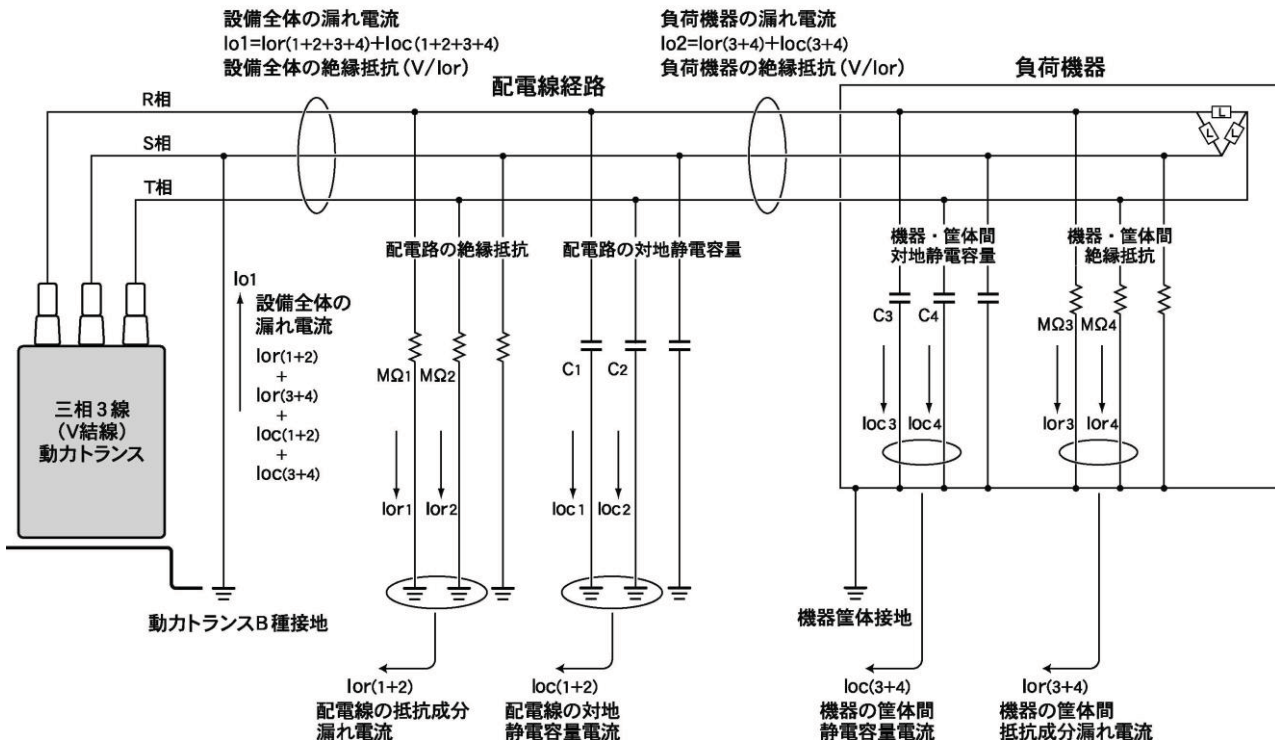 設備全体の漏れ電流
Io1=Ior(1+2+3+4)+Ioc(1+2+3+4)
設備全体の絶縁抵抗(V/Ior)
負荷機器の漏れ電流
Io2=Ior(3+4)+Ioc(3+4)
負荷機器の絶縁抵抗(V/Ior)
配電線経路
負荷機器
R相
S相
T相
L
L
L
配電路の絶縁抵抗
配電路の対地静電容量
機器・筐体間
対地静電容量
機器・筐体間
絶縁抵抗
Io1
設備全体の
漏れ電流
Ior(1+2)
+
Ior(3+4)
+
Ioc(1+2)
+
Ioc(3+4)
三相3線
(V結線)
動力トランス
MΩ1
MΩ2
C1
C2
C3
C4
MΩ3
MΩ4
Ior1
Ior2
Ioc1
Ioc2
Ioc3
Ioc4
Ior3
Ior4
動力トランスB種接地
機器筐体接地
Ior(1+2)
配電線の抵抗成分
漏れ電流
Ioc(1+2)
配電線の対地
静電容量電流
Ioc(3+4)
機器の筐体間
静電容量電流
Ior(3+4)
機器の筐体間
抵抗成分漏れ電流